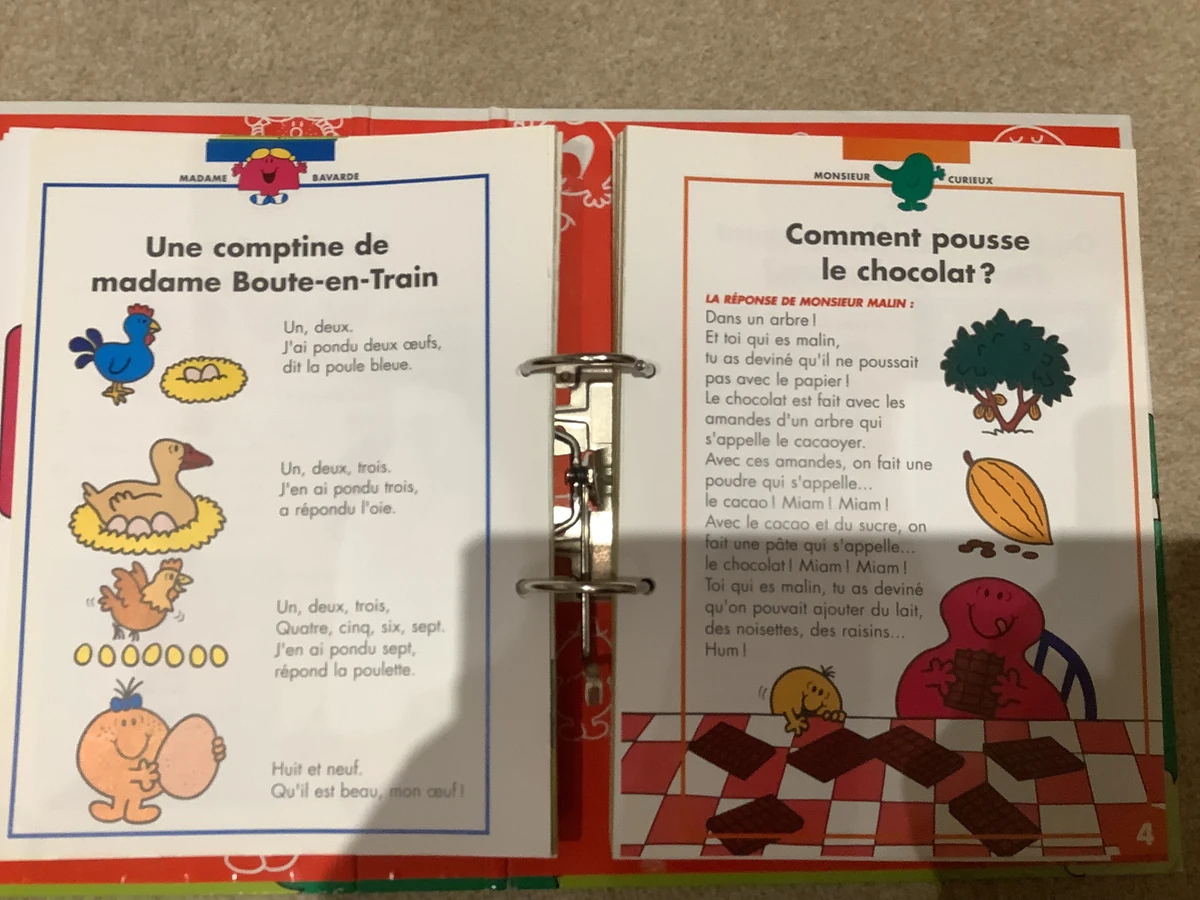 MADAME BAVARDE
Une comptine de
madame Boute-en-Train
Un, deux.
J'ai pondu deux œufs,
dit la poule bleue.
Un, deux, trois.
J'en ai pondu trois,
a répondu l'oie.
Un, deux, trois,
Quatre, cinq, six, sept.
J'en ai pondu sept,
répond la poulette.
Huit et neuf.
Qu'il est beau, mon œuf !
MONSIEUR CURIEUX
Comment pousse
le chocolat ?
LA RÉPONSE DE MONSIEUR MALIN :
Dans un arbre !
Et toi qui es malin,
tu as deviné qu'il ne poussait
pas avec le papier !
Le chocolat est fait avec les
amandes d'un arbre qui
s'appelle le cacaoyer.
Avec ces amandes, on fait une
poudre qui s'appelle...
le cacao ! Miam ! Miam !
Avec le cacao et du sucre, on
fait une pâte qui s'appelle...
le chocolat ! Miam ! Miam !
Toi qui es malin, tu as deviné
qu'on pouvait ajouter du lait,
des noisettes, des raisins...
Hum !
4